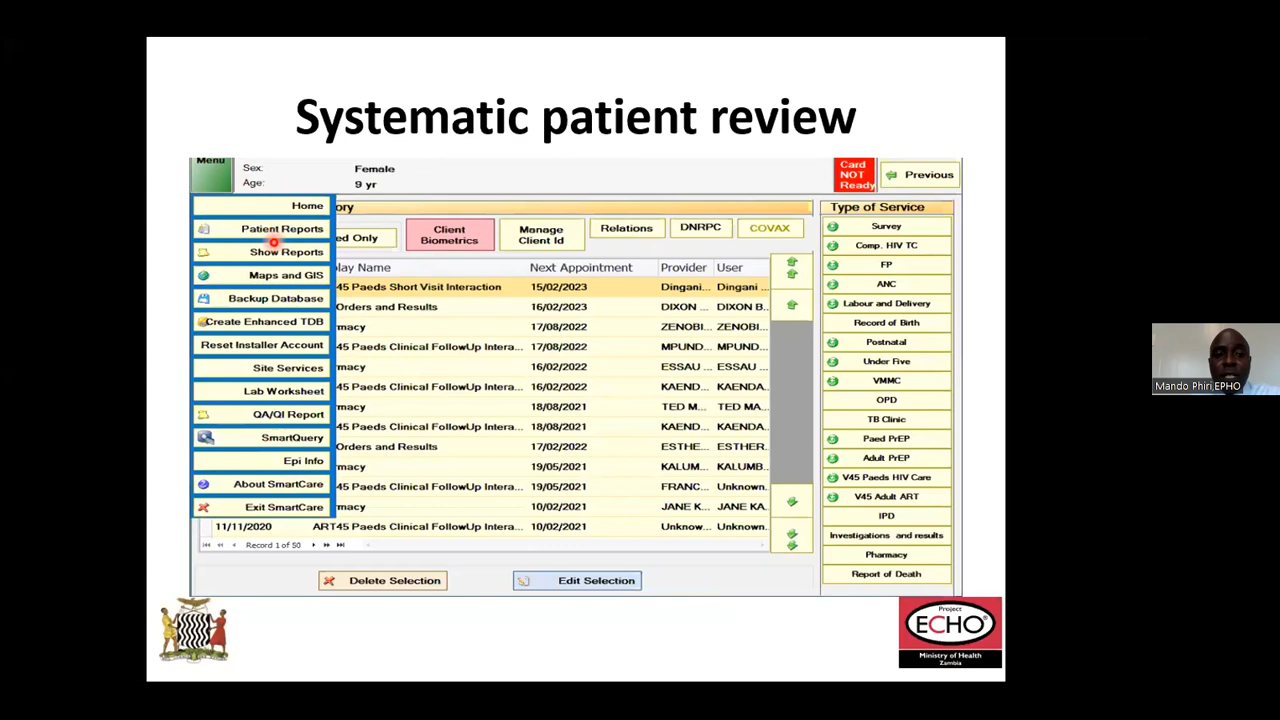 Systematic patient review
Menu
Sex: Female
Age: 9 yr
Card NOT Ready
Previous
Home
Patient Reports
Show Reports
Maps and GIS
Backup Database
Create Enhanced TDB
Reset Installer Account
Site Services
Lab Worksheet
QA/QI Report
SmartQuery
Epi Info
About SmartCare
Exit SmartCare
ory
ed Only
Client Biometrics
Manage Client Id
Relations
DNRPC
COVAX
play Name Next Appointment Provider User
45 Paeds Short Visit Interaction 15/02/2023 Dingani... Dingani...
Orders and Results 16/02/2023 DIXON ... DIXON B...
macy 17/08/2022 ZENOBI... ZENOBI...
45 Paeds Clinical FollowUp Intera... 17/08/2022 MPUND... MPUND...
macy 16/02/2022 ESSAU ... ESSAU ...
45 Paeds Clinical FollowUp Intera... 16/02/2022 KAEND... KAENDA...
macy 18/08/2021 TED M... TED MA...
45 Paeds Clinical FollowUp Intera... 18/08/2021 KAEND... KAENDA...
Orders and Results 17/02/2022 ESTHE... ESTHER...
macy 19/05/2021 KALUM... KALUMB...
45 Paeds Clinical FollowUp Intera... 19/05/2021 FRANC... Unknow...
macy 10/02/2021 JANE K... JANE K...
11/11/2020 ART45 Paeds Clinical FollowUp Intera... 10/02/2021 Unknow... Unknow...
Record 1 of 50
Delete Selection
Edit Selection
Type of Service
Survey
Comp. HIV TC
FP
ANC
Labour and Delivery
Record of Birth
Postnatal
Under Five
VMMC
OPD
TB Clinic
Paed PrEP
Adult PrEP
V45 Paeds HIV Care
V45 Adult ART
IPD
Investigations and results
Pharmacy
Report of Death
Project
ECHO®
Ministry of Health
Zambia
Mando Phiri EPHO